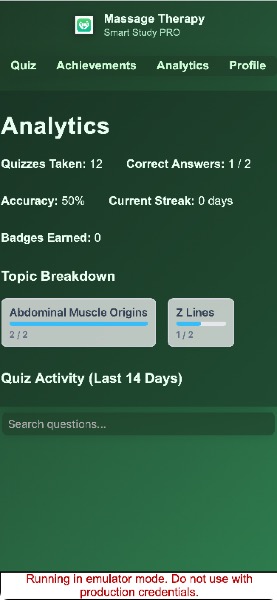 Massage Therapy
Smart Study PRO
Quiz Achievements Analytics Profile
Analytics
Quizzes Taken: 12 Correct Answers: 1 / 2
Accuracy: 50% Current Streak: 0 days
Badges Earned: 0
Topic Breakdown
Abdominal Muscle Origins Z Lines
2 / 2 1 / 2
Quiz Activity (Last 14 Days)
Search questions...
Running in emulator mode. Do not use with
production credentials.